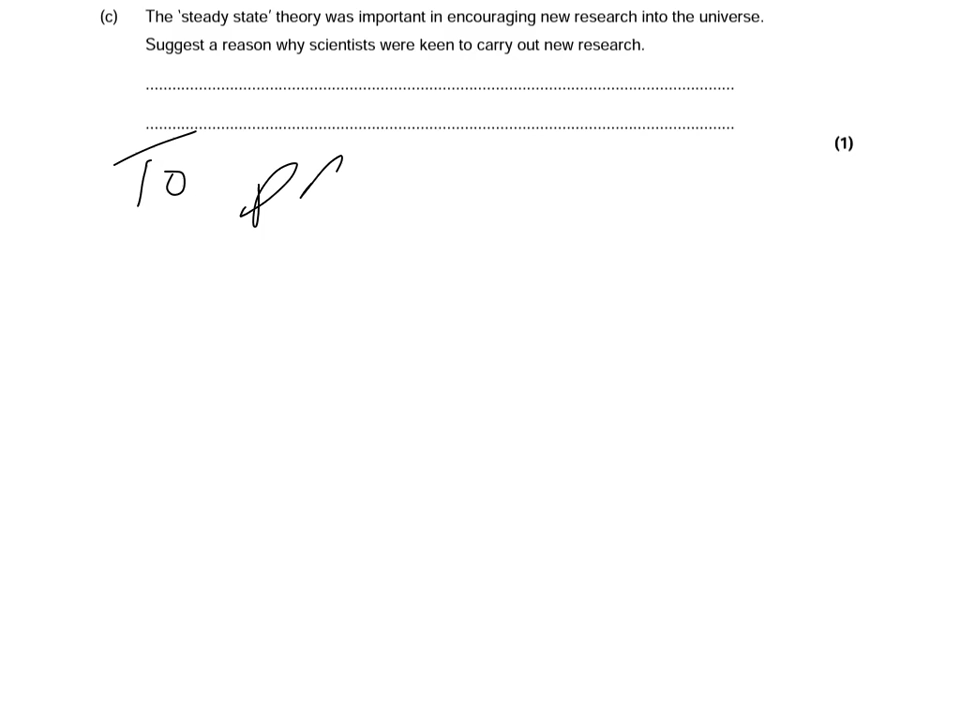 (c) The 'steady state' theory was important in encouraging new research into the universe.
Suggest a reason why scientists were keen to carry out new research.
(1)
To pr